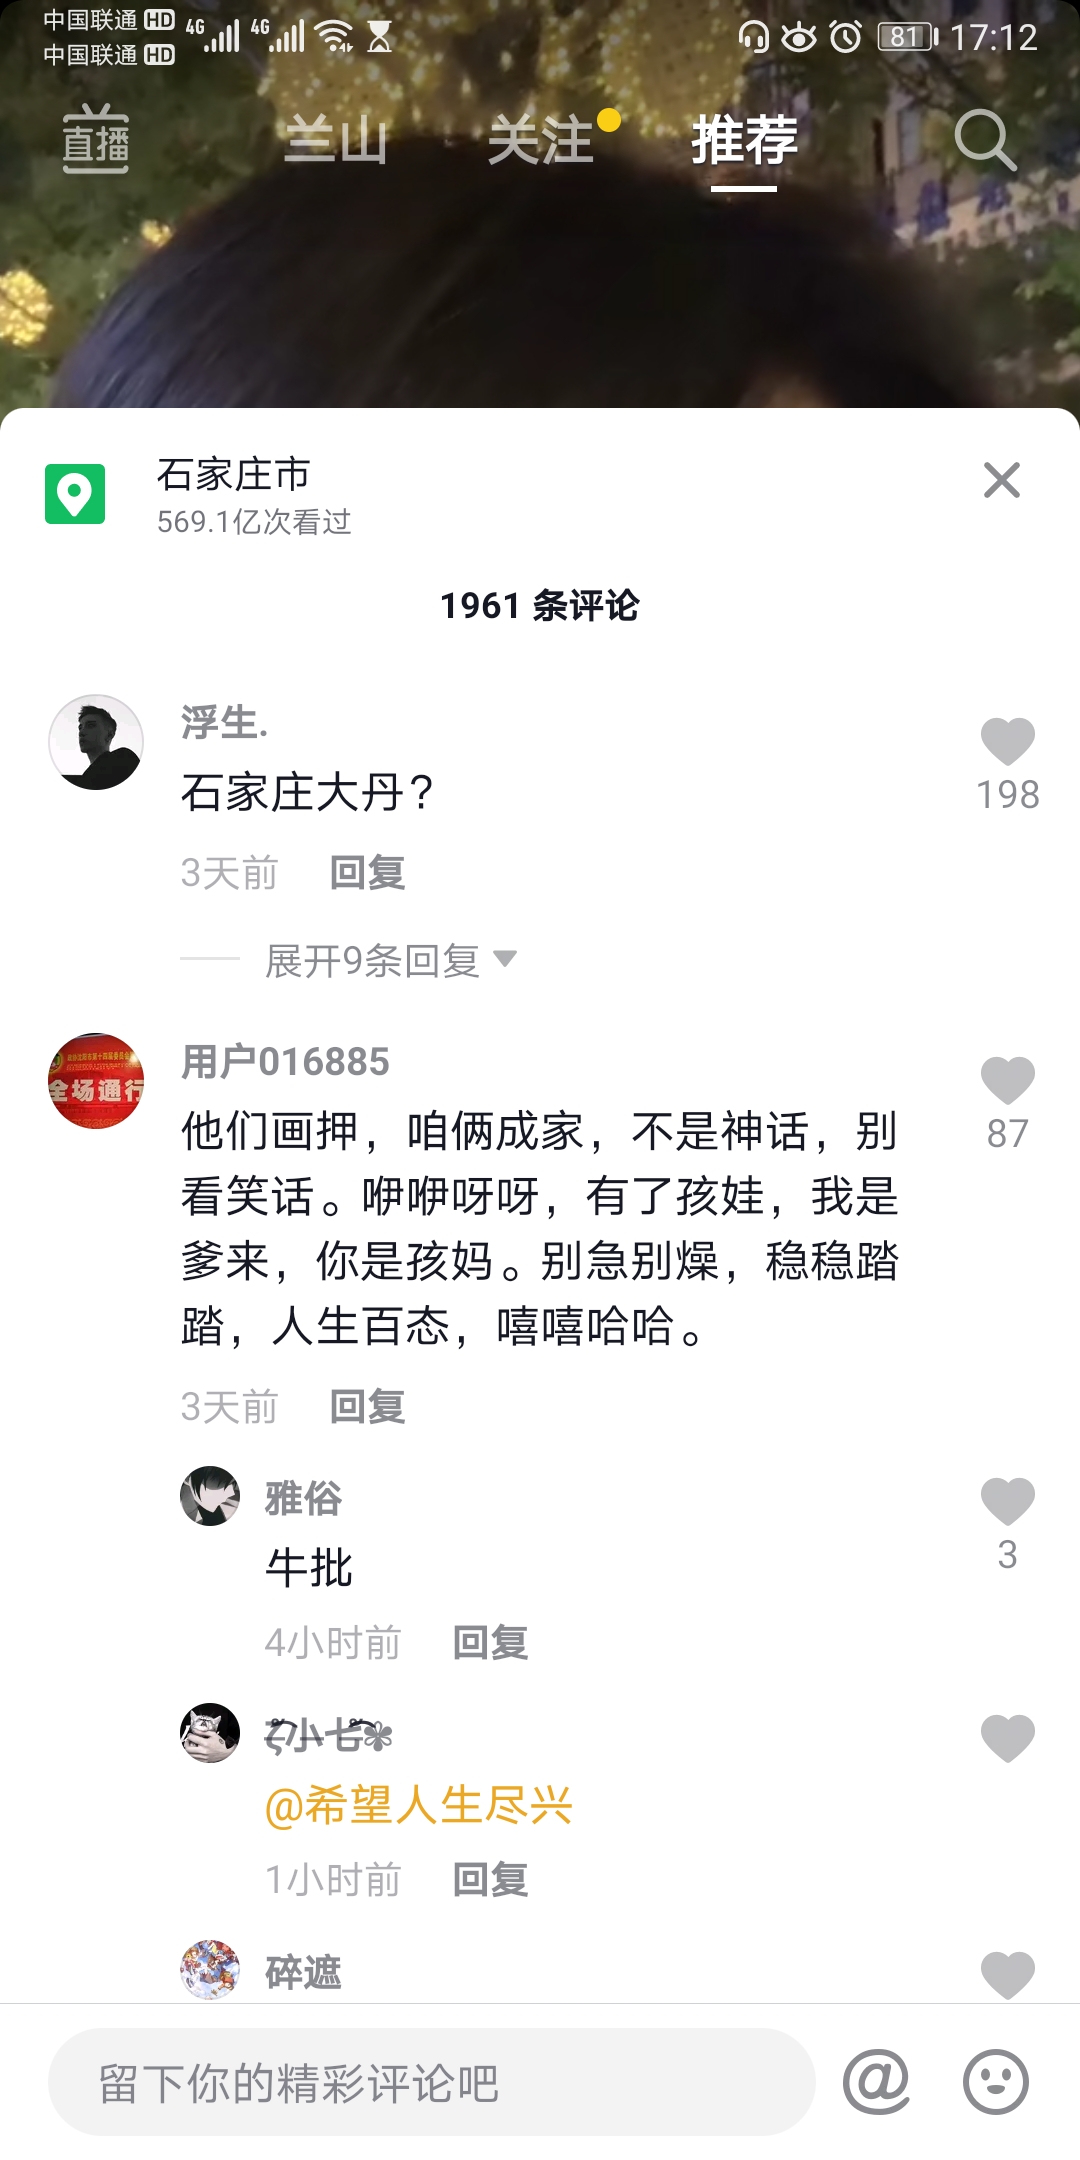 中国联通 HD 4G 4G 81 17:12
中国联通 HD
直播 兰山 关注 推荐
石家庄市
569.1亿次看过
1961 条评论
浮生.
石家庄大丹?
198
3天前 回复
展开9条回复
全场通行
用户016885
他们画押，咱俩成家，不是神话，别
87
看笑话。咿咿呀呀，有了孩娃，我是
爹来，你是孩妈。别急别燥，稳稳踏
踏，人生百态，嘻嘻哈哈。
3天前 回复
雅俗
牛批
3
4小时前 回复
小七
@希望人生尽兴
1小时前 回复
碎遮
留下你的精彩评论吧 @